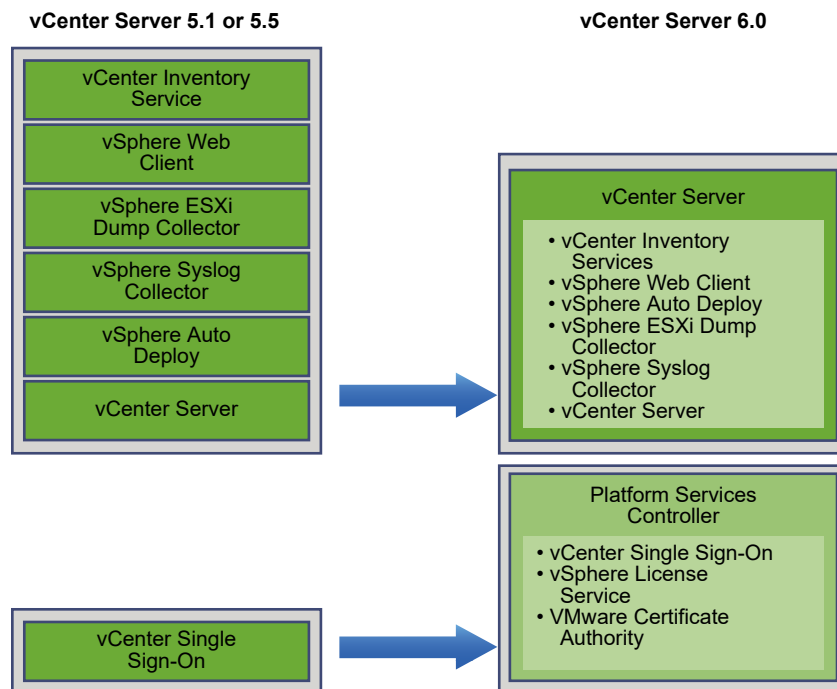 vCenter Server 5.1 or 5.5
vCenter Inventory
Service
vSphere Web
Client
vSphere ESXi
Dump Collector
vSphere Syslog
Collector
vSphere Auto
Deploy
vCenter Server
vCenter Single
Sign-On
vCenter Server 6.0
vCenter Server
• vCenter Inventory
Services
• vSphere Web Client
• vSphere Auto Deploy
• vSphere ESXi Dump
Collector
• vSphere Syslog
Collector
• vCenter Server
Platform Services
Controller
• vCenter Single Sign-On
• vSphere License
Service
• VMware Certificate
Authority